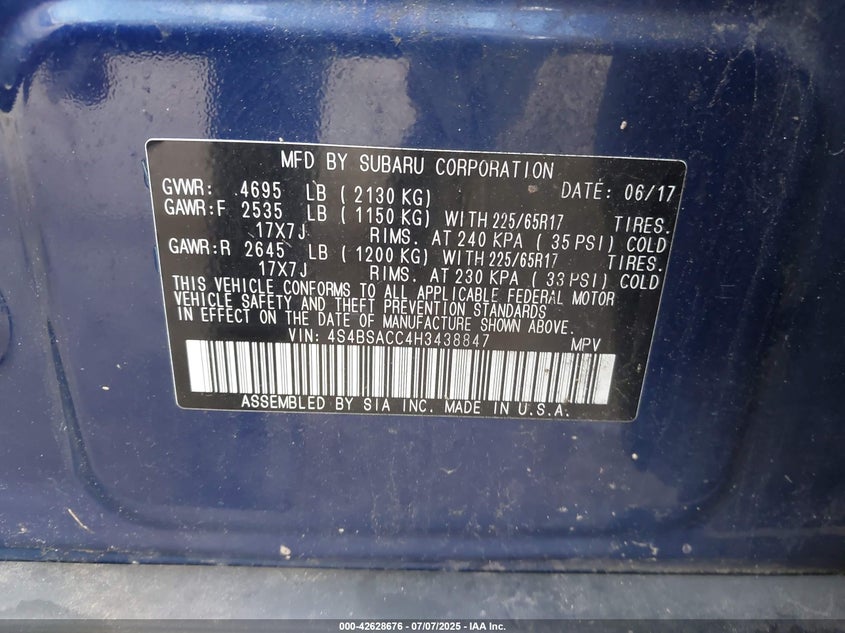 MFD BY SUBARU CORPORATION
GVWR: 4695 LB ( 2130 KG) DATE: 06/17
GAWR:F 2535 LB ( 1150 KG) WITH 225/65R17 TIRES.
17X7J RIMS. AT 240 KPA ( 35 PSI) COLD
GAWR:R 2645 LB ( 1200 KG) WITH 225/65R17 TIRES.
17X7J RIMS. AT 230 KPA ( 33 PSI) COLD
THIS VEHICLE CONFORMS TO ALL APPLICABLE FEDERAL MOTOR
VEHICLE SAFETY AND THEFT PREVENTION STANDARDS
IN EFFECT ON THE DATE OF MANUFACTURE SHOWN ABOVE.
VIN: 4S4BSACC4H3438847 MPV
ASSEMBLED BY SIA INC. MADE IN U.S.A.
000-42628676 - 07/07/2025 - IAA Inc.